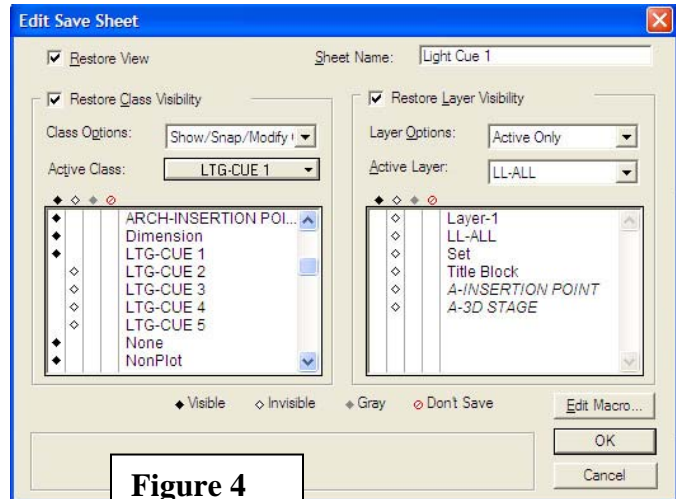 Edit Save Sheet
Restore View
Sheet Name: Light Cue 1
Restore Class Visibility
Class Options: Show/Snap/Modify
Active Class: LTG-CUE 1
ARCH-INSERTION POI...
Dimension
LTG-CUE 1
LTG-CUE 2
LTG-CUE 3
LTG-CUE 4
LTG-CUE 5
None
NonPlot
Restore Layer Visibility
Layer Options: Active Only
Active Layer: LL-ALL
Layer-1
LL-ALL
Set
Title Block
A-INSERTION POINT
A-3D STAGE
Visible Invisible Gray Don't Save
Edit Macro...
OK
Cancel
Figure 4